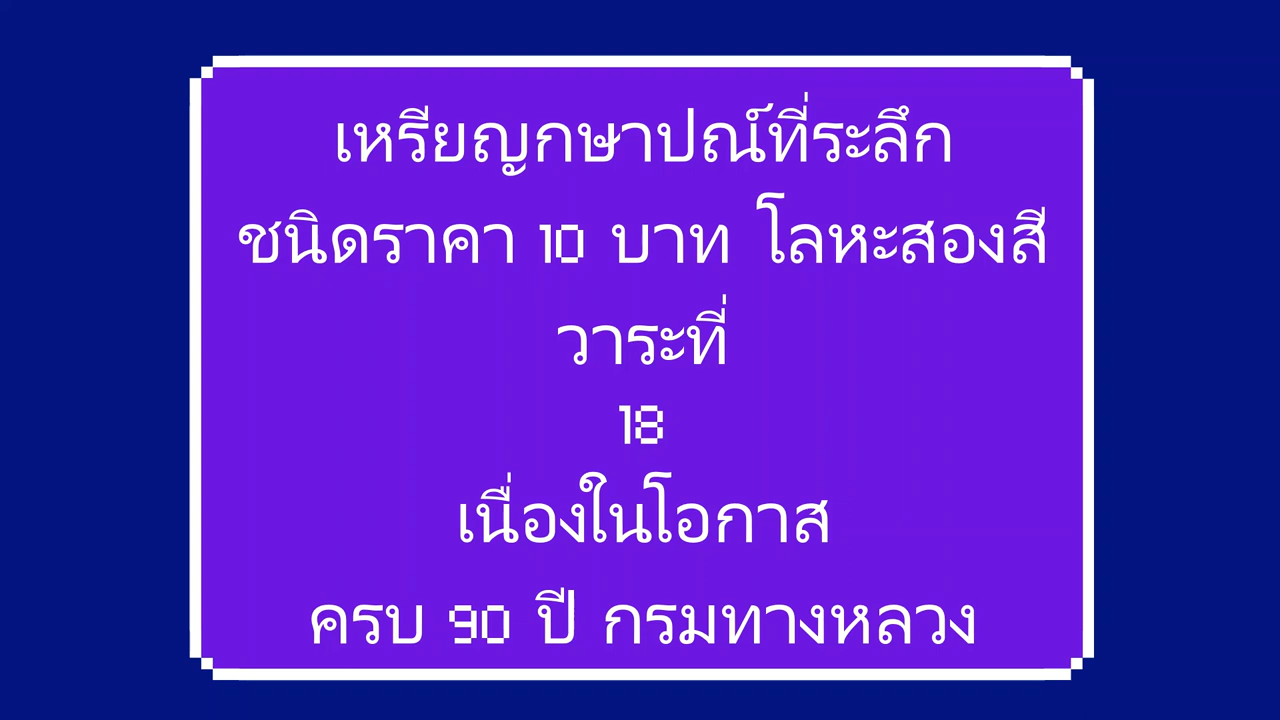 เหรียญกษาปณ์ที่ระลึก
ชนิดราคา 10 บาท โลหะสองสี
วาระที่
18
เนื่องในโอกาส
ครบ 90 ปี กรมทางหลวง